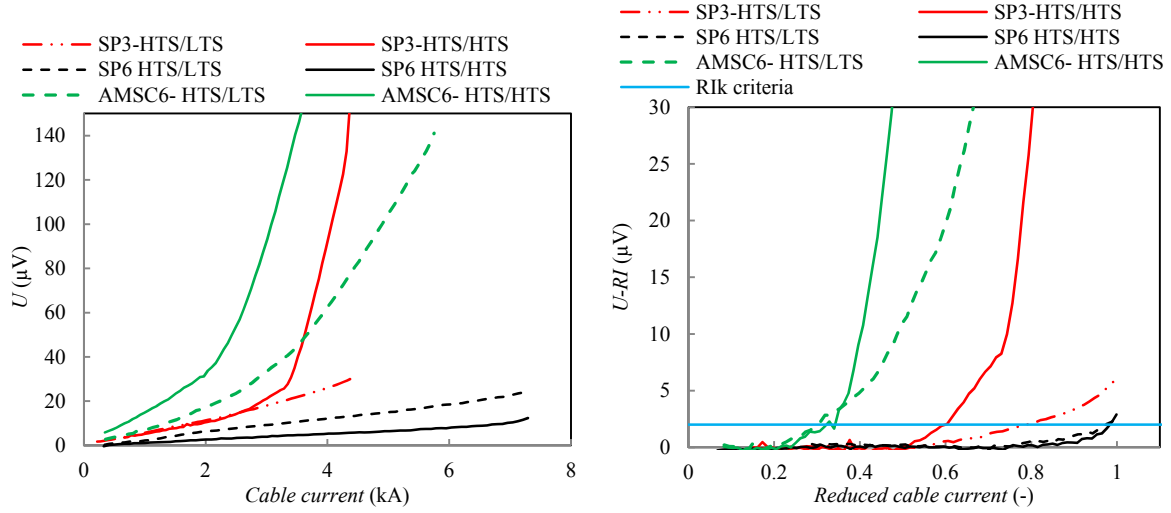 SP3-HTS/LTS
SP3-HTS/HTS
SP6 HTS/LTS
SP6 HTS/HTS
AMSC6- HTS/LTS
AMSC6- HTS/HTS
140
120
100
80
60
40
20
0
U (μV)
0 2 4 6 8
Cable current (kA)
SP3-HTS/LTS
SP3-HTS/HTS
SP6 HTS/LTS
SP6 HTS/HTS
AMSC6- HTS/LTS
AMSC6- HTS/HTS
RIk criteria
30
25
20
15
10
5
0
U-RI (μV)
0 0.2 0.4 0.6 0.8 1
Reduced cable current (-)